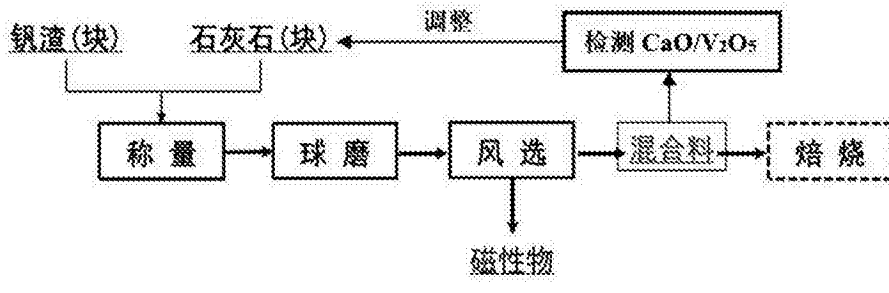 调整
钒渣(块)
石灰石(块)
检测 CaO/V₂O₅
称量
球磨
风选
混合料
焙烧
磁性物